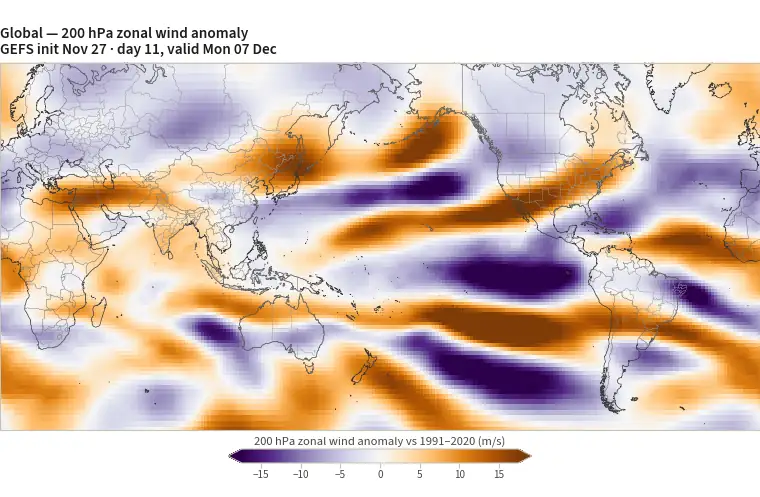 Global — 200 hPa zonal wind anomaly
GEFS init Nov 27 · day 11, valid Mon 07 Dec
200 hPa zonal wind anomaly vs 1991–2020 (m/s)
−15 −10 −5 0 5 10 15